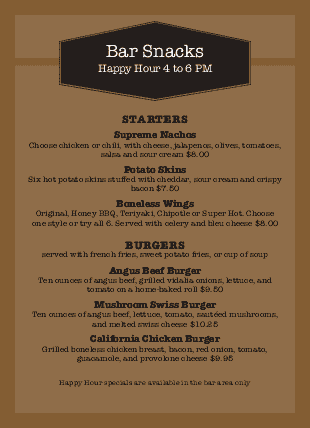 Bar Snacks
Happy Hour 4 to 6 PM
STARTERS
Supreme Nachos
Choose chicken or chili, with cheese, jalapenos, olives, tomatoes,
salsa and sour cream $8.00
Potato Skins
Six hot potato skins stuffed with cheddar, sour cream and crispy
bacon $7.50
Boneless Wings
Original, Honey BBQ, Teriyaki, Chipotle or Super Hot. Choose
one style or try all 6. Served with celery and bleu cheese $8.00
BURGERS
served with french fries, sweet potato fries, or cup of soup
Angus Beef Burger
Ten ounces of angus beef, grilled vidalia onions, lettuce, and
tomato on a home-baked roll $9.50
Mushroom Swiss Burger
Ten ounces of angus beef, lettuce, tomato, sautéed mushrooms,
and melted swiss cheese $10.25
California Chicken Burger
Grilled boneless chicken breast, bacon, red onion, tomato,
guacamole, and provolone cheese $9.95
Happy Hour specials are available in the bar area only